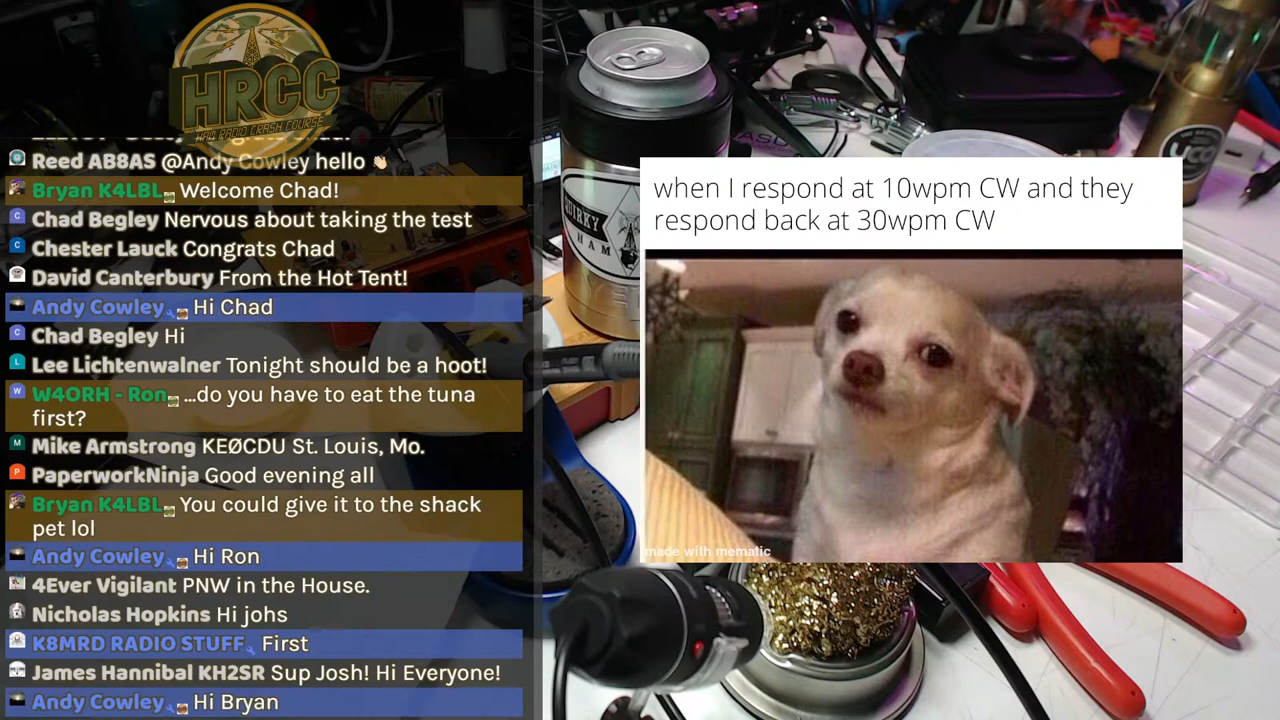 HRCC
HAM RADIO CRASH COURSE
Reed AB8AS @Andy Cowley hello 👏🏻
Bryan K4LBL Welcome Chad!
Chad Begley Nervous about taking the test
Chester Lauck Congrats Chad
David Canterbury From the Hot Tent!
Andy Cowley Hi Chad
Chad Begley Hi
Lee Lichtenwalner Tonight should be a hoot!
W4ORH - Ron ...do you have to eat the tuna
first?
Mike Armstrong KEØCDU St. Louis, Mo.
PaperworkNinja Good evening all
Bryan K4LBL You could give it to the shack
pet lol
Andy Cowley Hi Ron
4Ever Vigilant PNW in the House.
Nicholas Hopkins Hi johs
K8MRD RADIO STUFF First
James Hannibal KH2SR Sup Josh! Hi Everyone!
Andy Cowley Hi Bryan
QUIRKY
HAM
when I respond at 10wpm CW and they
respond back at 30wpm CW
made with mematic
UCO